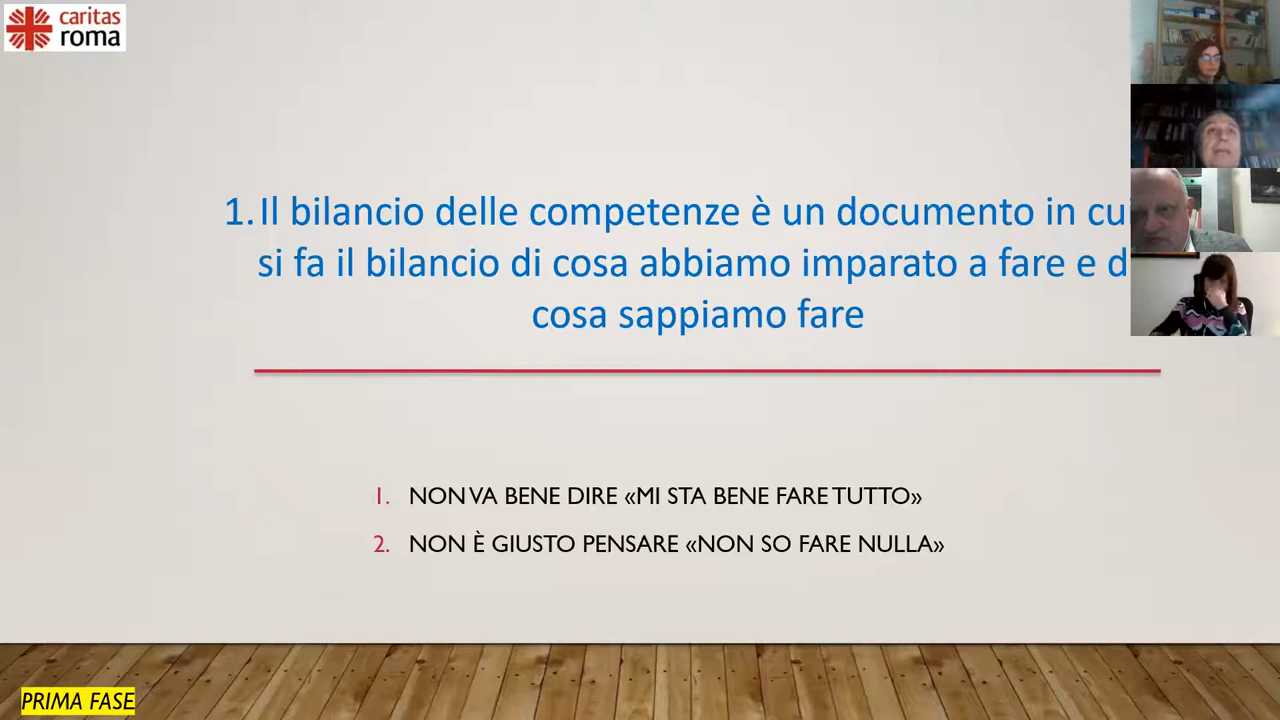 caritas
roma
1. Il bilancio delle competenze è un documento in cui
si fa il bilancio di cosa abbiamo imparato a fare e d
cosa sappiamo fare
1. NON VA BENE DIRE «MI STA BENE FARE TUTTO»
2. NON È GIUSTO PENSARE «NON SO FARE NULLA»
PRIMA FASE